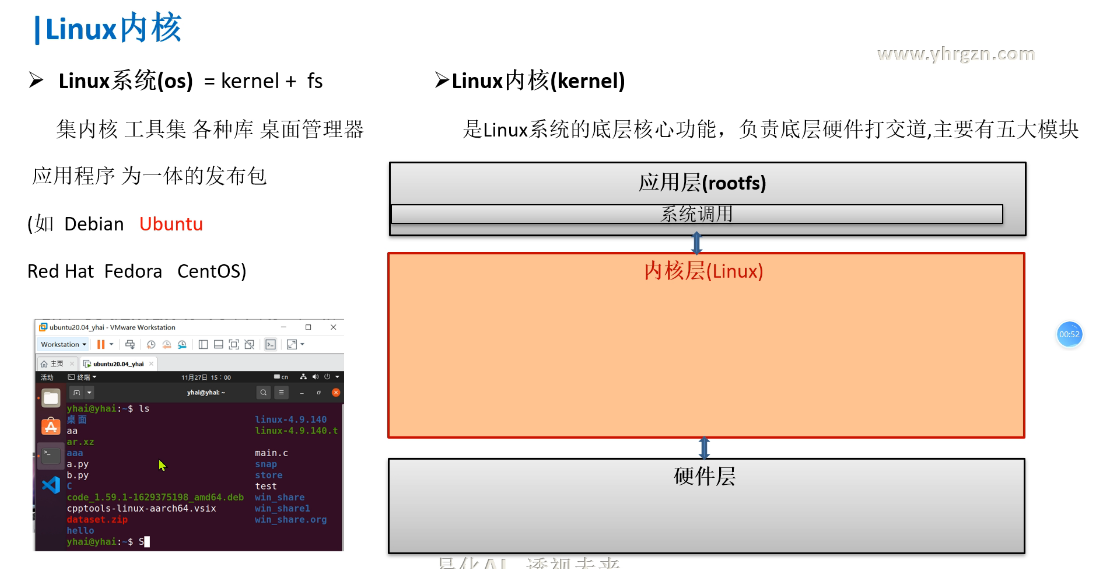 |Linux内核
www.yhrgzn.com
➢ Linux系统(os) = kernel + fs
集内核 工具集 各种库 桌面管理器
应用程序 为一体的发布包
(如 Debian Ubuntu
Red Hat Fedora CentOS)
➢Linux内核(kernel)
是Linux系统的底层核心功能，负责底层硬件打交道,主要有五大模块
应用层(rootfs)
系统调用
内核层(Linux)
硬件层
00:52
ubuntu20.04_yhai - VMware Workstation
Workstation
主页
ubuntu20.04_yhai
活动 终端 11月27日 15：00 cn
yhai@yhai: ~
yhai@yhai:~$ ls
桌面 linux-4.9.140
aa linux-4.9.140.t
ar.xz
aaa main.c
a.py snap
b.py store
C test
code_1.59.1-1629375198_amd64.deb win_share
cpptools-linux-aarch64.vsix win_share1
dataset.zip win_share.org
hello
yhai@yhai:~$ S
易化AI 透视未来